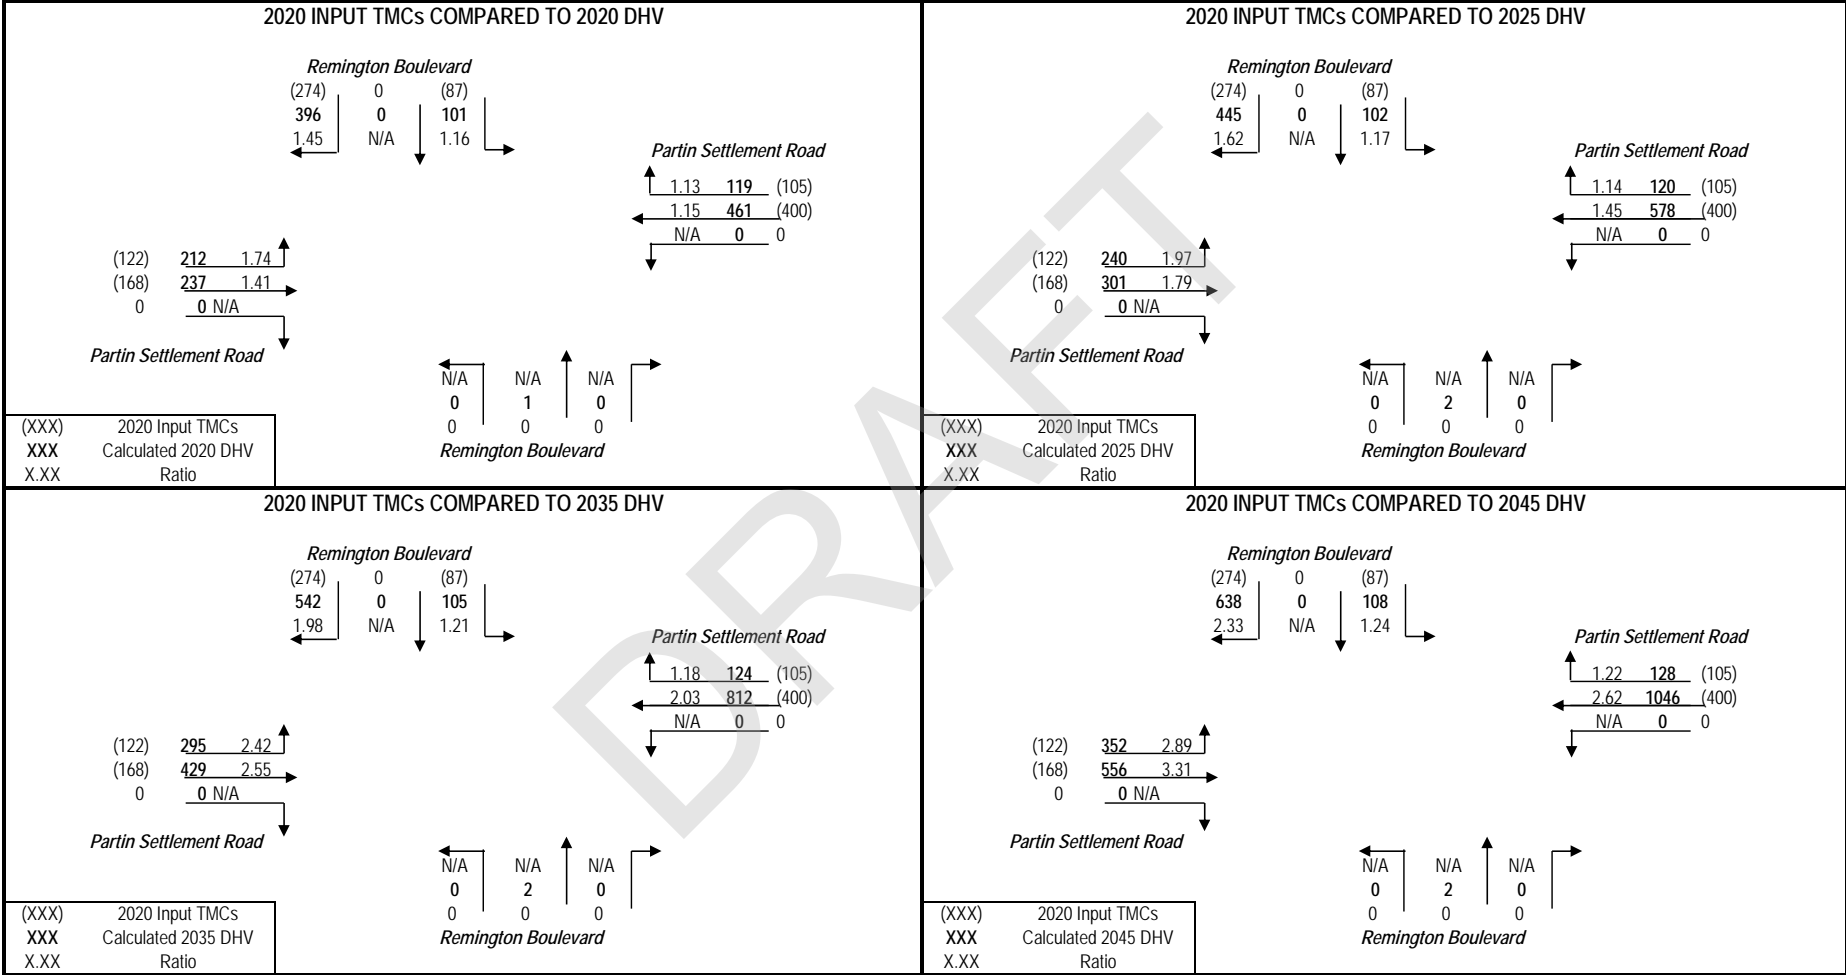 2020 INPUT TMCs COMPARED TO 2020 DHV
Remington Boulevard
(274) 0 (87)
396 0 101
1.45 N/A 1.16
Partin Settlement Road
1.13 119 (105)
1.15 461 (400)
N/A 0 0
(122) 212 1.74
(168) 237 1.41
0 0 N/A
Partin Settlement Road
N/A N/A N/A
0 1 0
0 0 0
Remington Boulevard
(XXX) 2020 Input TMCs
XXX Calculated 2020 DHV
X.XX Ratio
2020 INPUT TMCs COMPARED TO 2025 DHV
Remington Boulevard
(274) 0 (87)
445 0 102
1.62 N/A 1.17
Partin Settlement Road
1.14 120 (105)
1.45 578 (400)
N/A 0 0
(122) 240 1.97
(168) 301 1.79
0 0 N/A
Partin Settlement Road
N/A N/A N/A
0 2 0
0 0 0
Remington Boulevard
(XXX) 2020 Input TMCs
XXX Calculated 2025 DHV
X.XX Ratio
2020 INPUT TMCs COMPARED TO 2035 DHV
Remington Boulevard
(274) 0 (87)
542 0 105
1.98 N/A 1.21
Partin Settlement Road
1.18 124 (105)
2.03 812 (400)
N/A 0 0
(122) 295 2.42
(168) 429 2.55
0 0 N/A
Partin Settlement Road
N/A N/A N/A
0 2 0
0 0 0
Remington Boulevard
(XXX) 2020 Input TMCs
XXX Calculated 2035 DHV
X.XX Ratio
2020 INPUT TMCs COMPARED TO 2045 DHV
Remington Boulevard
(274) 0 (87)
638 0 108
2.33 N/A 1.24
Partin Settlement Road
1.22 128 (105)
2.62 1046 (400)
N/A 0 0
(122) 352 2.89
(168) 556 3.31
0 0 N/A
Partin Settlement Road
N/A N/A N/A
0 2 0
0 0 0
Remington Boulevard
(XXX) 2020 Input TMCs
XXX Calculated 2045 DHV
X.XX Ratio
DRAFT